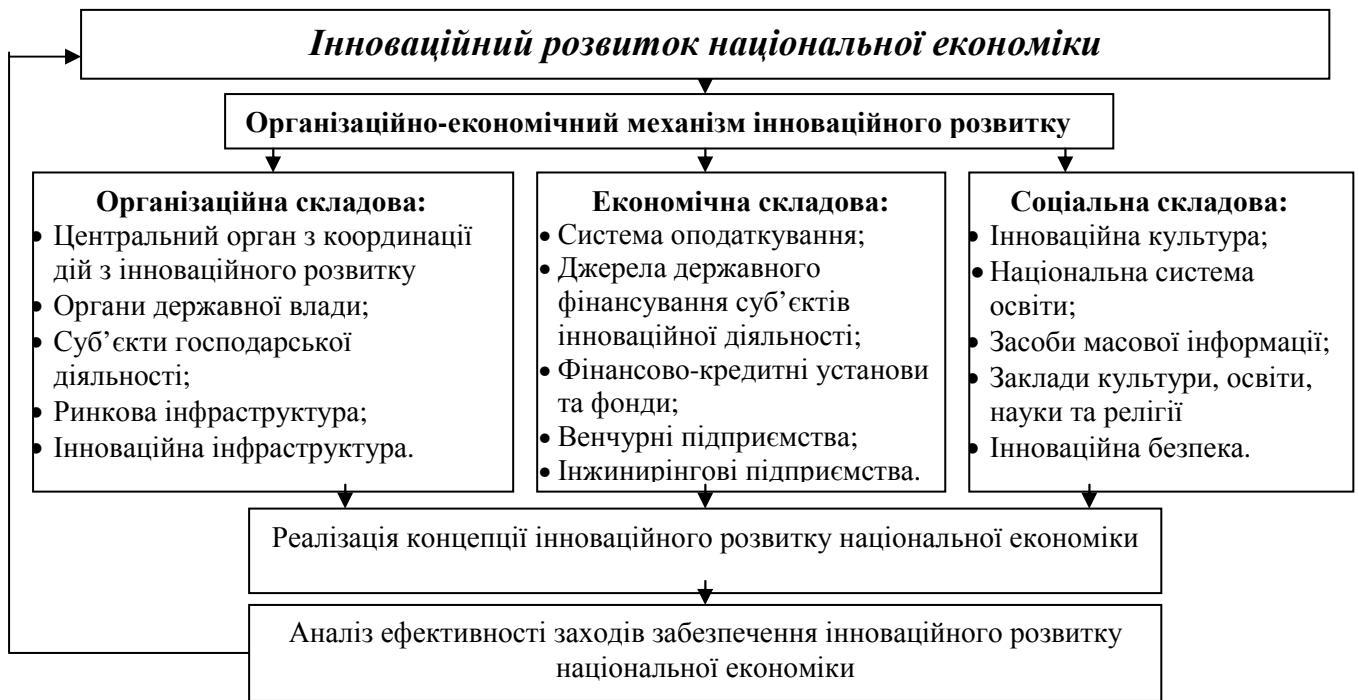 Інноваційний розвиток національної економіки
Організаційно-економічний механізм інноваційного розвитку
Організаційна складова:
• Центральний орган з координації
дій з інноваційного розвитку
• Органи державної влади;
• Суб’єкти господарської
діяльності;
• Ринкова інфраструктура;
• Інноваційна інфраструктура.
Економічна складова:
• Система оподаткування;
• Джерела державного
фінансування суб’єктів
інноваційної діяльності;
• Фінансово-кредитні установи
та фонди;
• Венчурні підприємства;
• Інжинирінгові підприємства.
Соціальна складова:
• Інноваційна культура;
• Національна система
освіти;
• Засоби масової інформації;
• Заклади культури, освіти,
науки та релігії
• Інноваційна безпека.
Реалізація концепції інноваційного розвитку національної економіки
Аналіз ефективності заходів забезпечення інноваційного розвитку
національної економіки